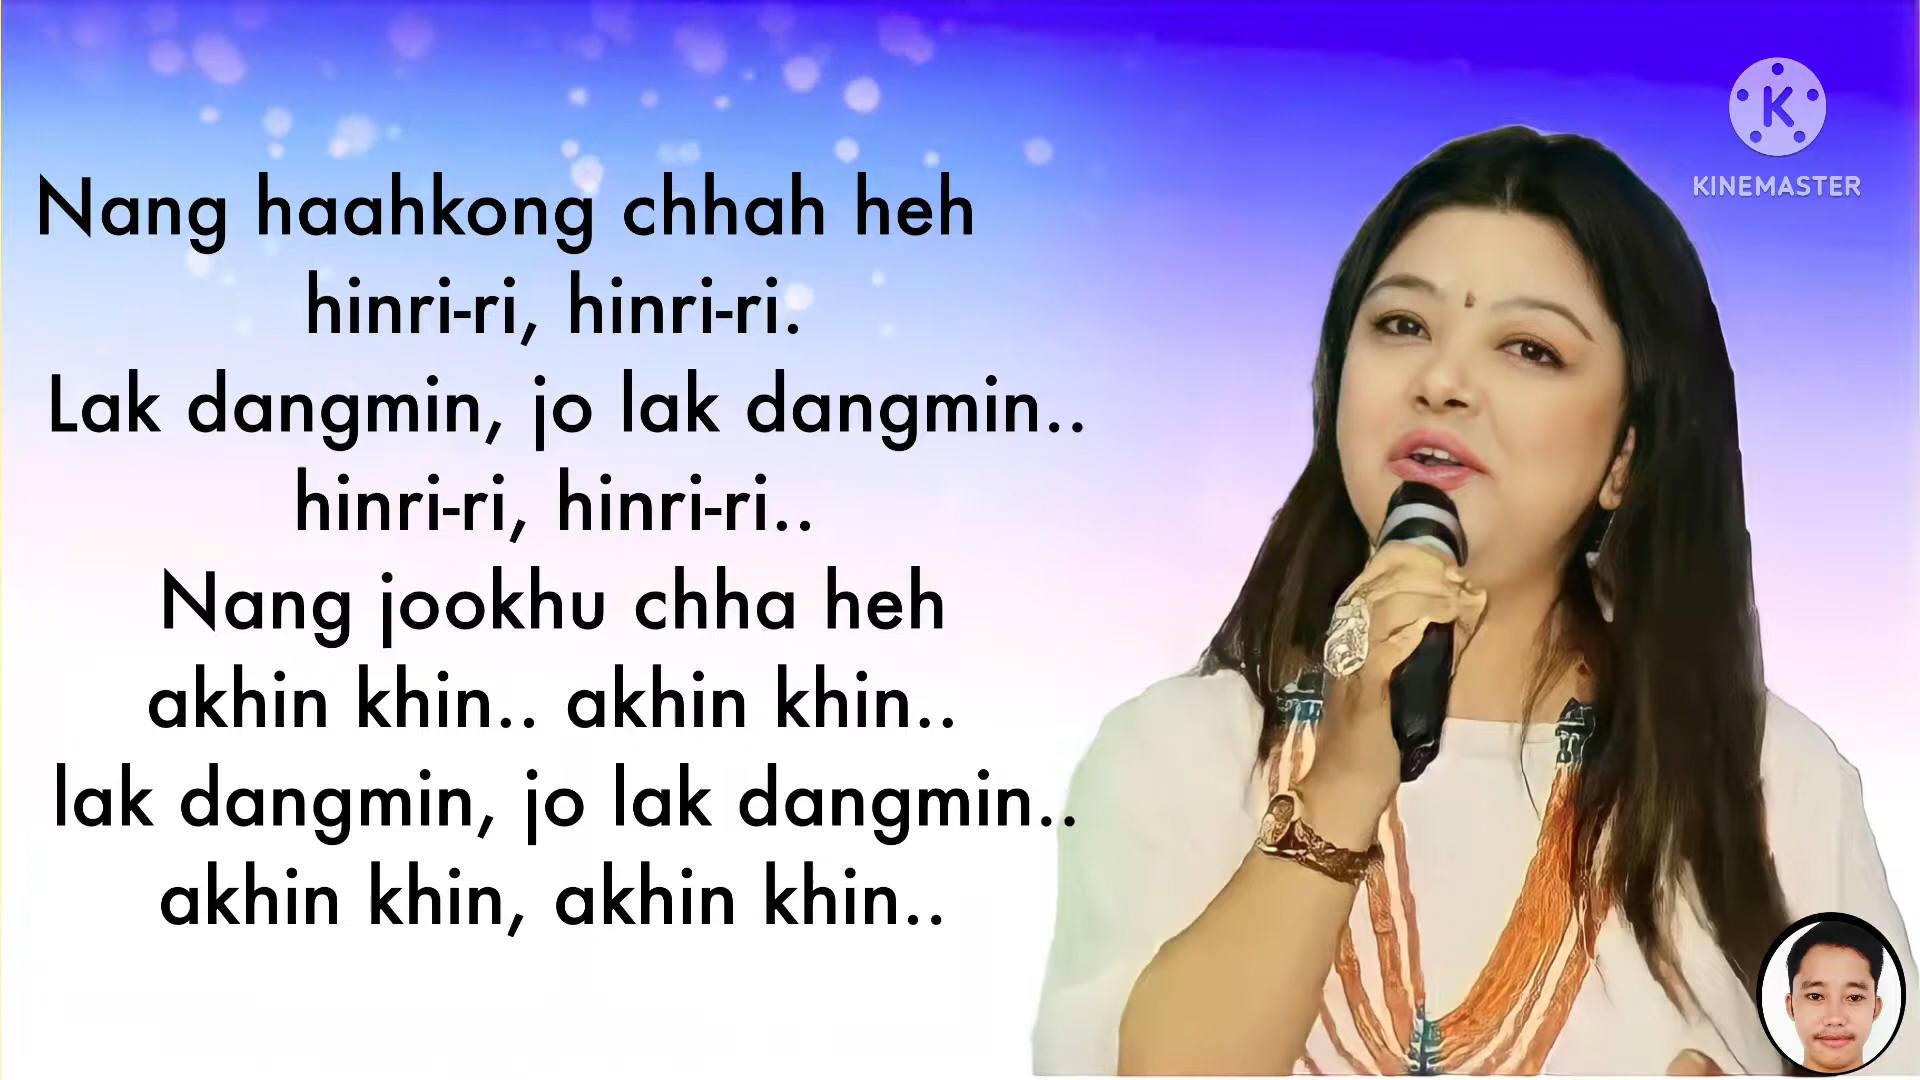 Nang haahkong chhah heh
hinri-ri, hinri-ri.
Lak dangmin, jo lak dangmin..
hinri-ri, hinri-ri..
Nang jookhu chha heh
akhin khin.. akhin khin..
lak dangmin, jo lak dangmin..
akhin khin, akhin khin..
K
KINEMASTER